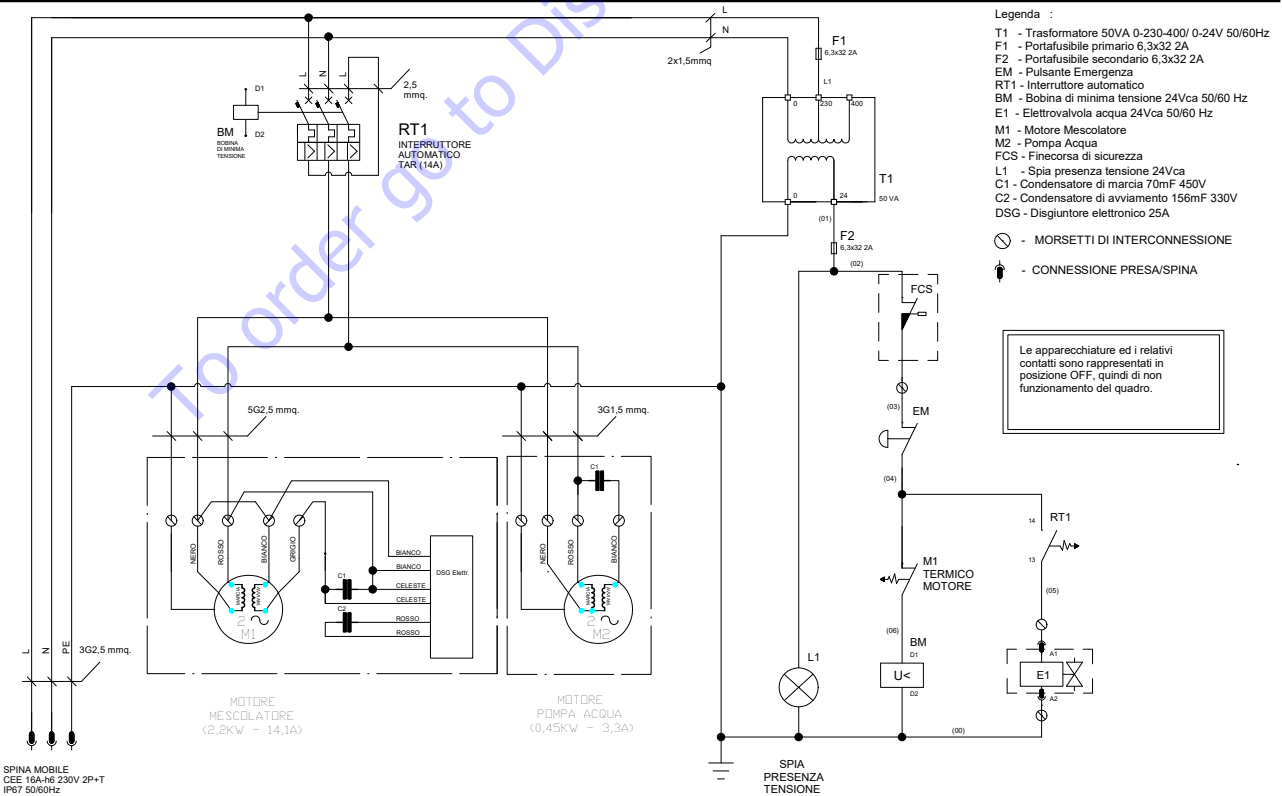 L
N
2x1,5mmq
F1
6,3x32 2A
L1
0
230
400
T1
50 VA
0
24
(01)
F2
6,3x32 2A
(02)
L
N
L
2,5
mmq.
D1
D2
BM
BOBINA
DI MINIMA
TENSIONE
RT1
INTERRUTTORE
AUTOMATICO
TAR (14A)
To order go to Dis
Legenda :
T1 - Trasformatore 50VA 0-230-400/ 0-24V 50/60Hz
F1 - Portafusibile primario 6,3x32 2A
F2 - Portafusibile secondario 6,3x32 2A
EM - Pulsante Emergenza
RT1 - Interruttore automatico
BM - Bobina di minima tensione 24Vca 50/60 Hz
E1 - Elettrovalvola acqua 24Vca 50/60 Hz
M1 - Motore Mescolatore
M2 - Pompa Acqua
FCS - Finecorsa di sicurezza
L1 - Spia presenza tensione 24Vca
C1 - Condensatore di marcia 70mF 450V
C2 - Condensatore di avviamento 156mF 330V
DSG - Disgiuntore elettronico 25A
- MORSETTI DI INTERCONNESSIONE
- CONNESSIONE PRESA/SPINA
Le apparecchiature ed i relativi
contatti sono rappresentati in
posizione OFF, quindi di non
funzionamento del quadro.
FCS
(03)
EM
(04)
14
RT1
13
(05)
M1
TERMICO
MOTORE
(06)
BM
D1
U<
D2
A1
E1
A2
(00)
L1
SPIA
PRESENZA
TENSIONE
5G2,5 mmq.
3G1,5 mmq.
NERO
ROSSO
BIANCO
GRIGIO
C1
C2
BIANCO
BIANCO
CELESTE
CELESTE
ROSSO
ROSSO
DSG Elettr.
MARCIA
AVVIAM.
2
M1
MOTORE
MESCOLATORE
(2,2KW - 14,1A)
C1
NERO
ROSSO
BIANCO
2
M2
MOTORE
POMPA ACQUA
(0,45KW - 3,3A)
L
N
PE
3G2,5 mmq.
SPINA MOBILE
CEE 16A-h6 230V 2P+T
IP67 50/60Hz